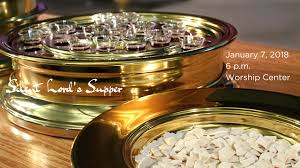 Silent Lord's Supper
January 7, 2018
6 p.m.
Worship Center